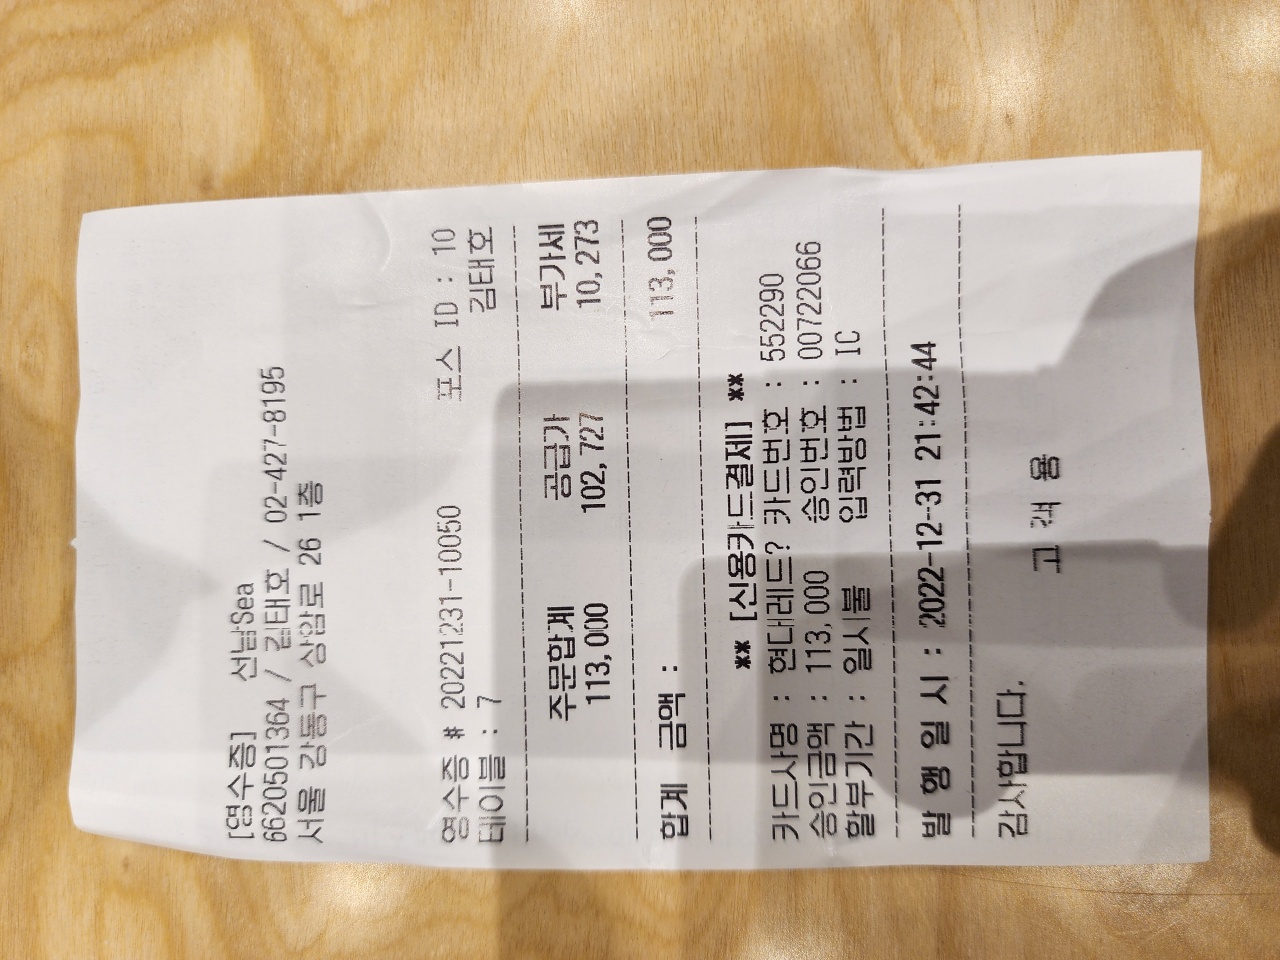 [영수증] 선남Sea
6620501364 / 김태호 / 02-427-8195
서울 강동구 상암로 26 1층
영수증 # 20221231-10050 포스 ID : 10
테이블 : 7 김태호
주문합계 공급가 부가세
113,000 102,727 10,273
합계 금액 : 113,000
** [신용카드결제] **
카드사명 : 현대레드? 카드번호 : 552290
승인금액 : 113,000 승인번호 : 00722066
할부기간 : 일시불 입력방법 : IC
발 행 일 시 : 2022-12-31 21:42:44
감사합니다.
고 객 용